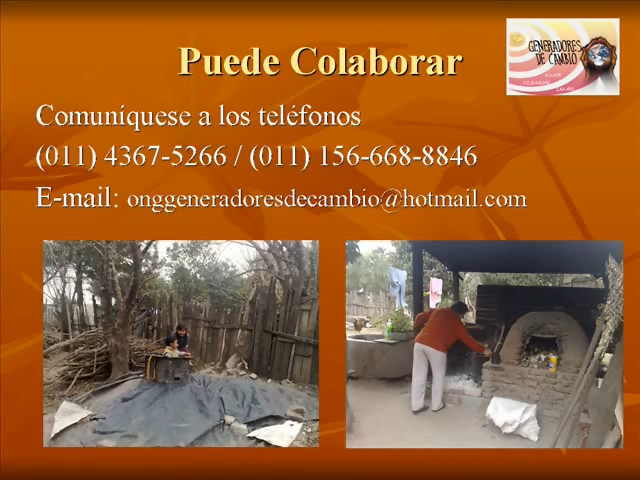 Puede Colaborar
GENERADORES
DE CAMBIO
Comuníquese a los teléfonos
(011) 4367-5266 / (011) 156-668-8846
E-mail: onggeneradoresdecambio@hotmail.com